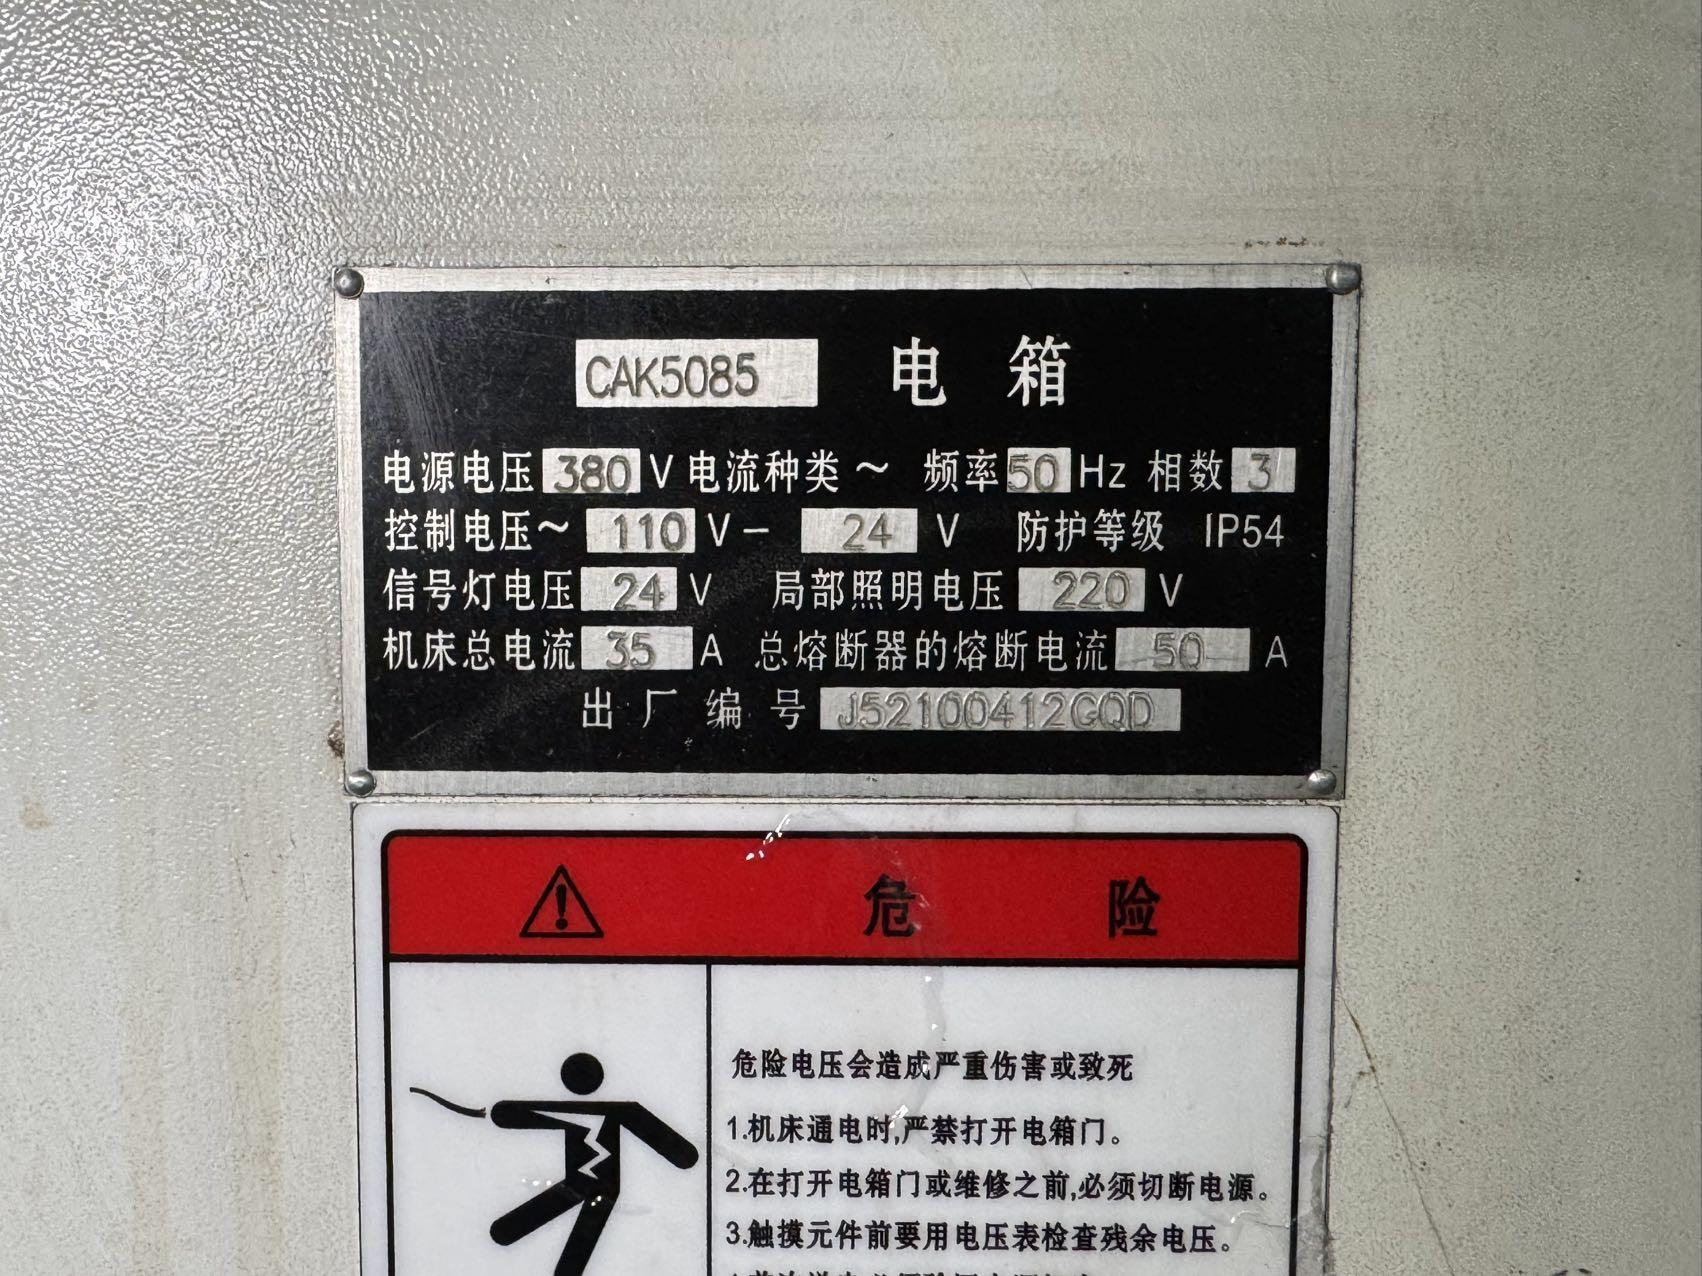 CAK5085 电箱
电源电压 380 V 电流种类 ~ 频率 50 Hz 相数 3
控制电压~ 110 V - 24 V 防护等级 IP54
信号灯电压 24 V 局部照明电压 220 V
机床总电流 35 A 总熔断器的熔断电流 50 A
出厂编号 J52100412GQD
危险
危险电压会造成严重伤害或致死
1.机床通电时,严禁打开电箱门。
2.在打开电箱门或维修之前,必须切断电源。
3.触摸元件前要用电压表检查残余电压。